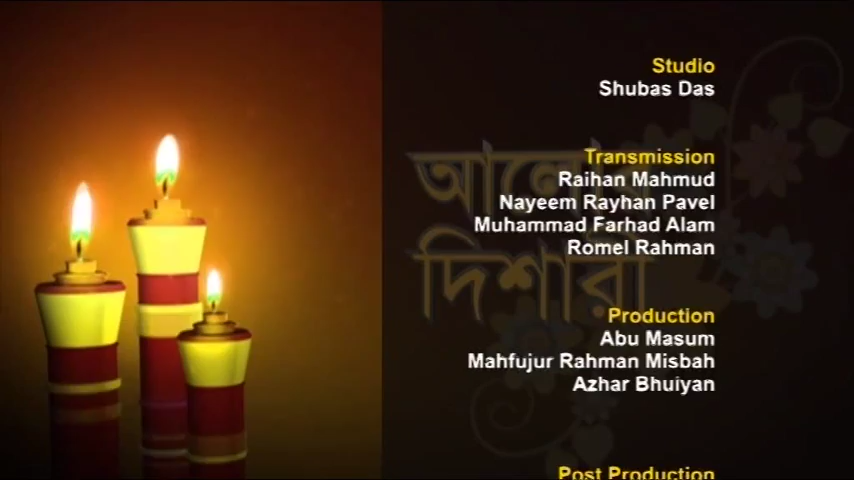 Studio
Shubas Das
Transmission
Raihan Mahmud
Nayeem Rayhan Pavel
Muhammad Farhad Alam
Romel Rahman
আলোর
দিশারী
Production
Abu Masum
Mahfujur Rahman Misbah
Azhar Bhuiyan
Post Production